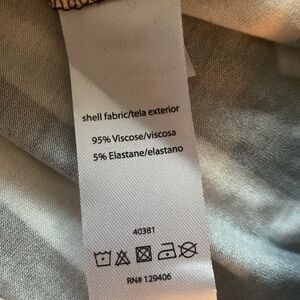 shell fabric/tela exterior
95% Viscose/viscosa
5% Elastane/elastano
40381
RN# 129406